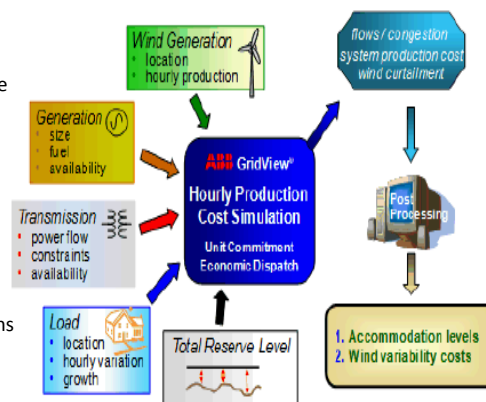 Wind Generation
• location
• hourly production
flows / congestion
system production cost
wind curtallment
e
Generation
• size
• fuel
• availability
ABB GridView®
Hourly Production
Cost Simulation
Unit Commitment
Economic Dispatch
Post
Processing
Transmission
• power flow
• constraints
• availability
ns
Load
• location
• hourly variation
• growth
Total Reserve Level
1. Accommodation levels
2. Wind variability costs